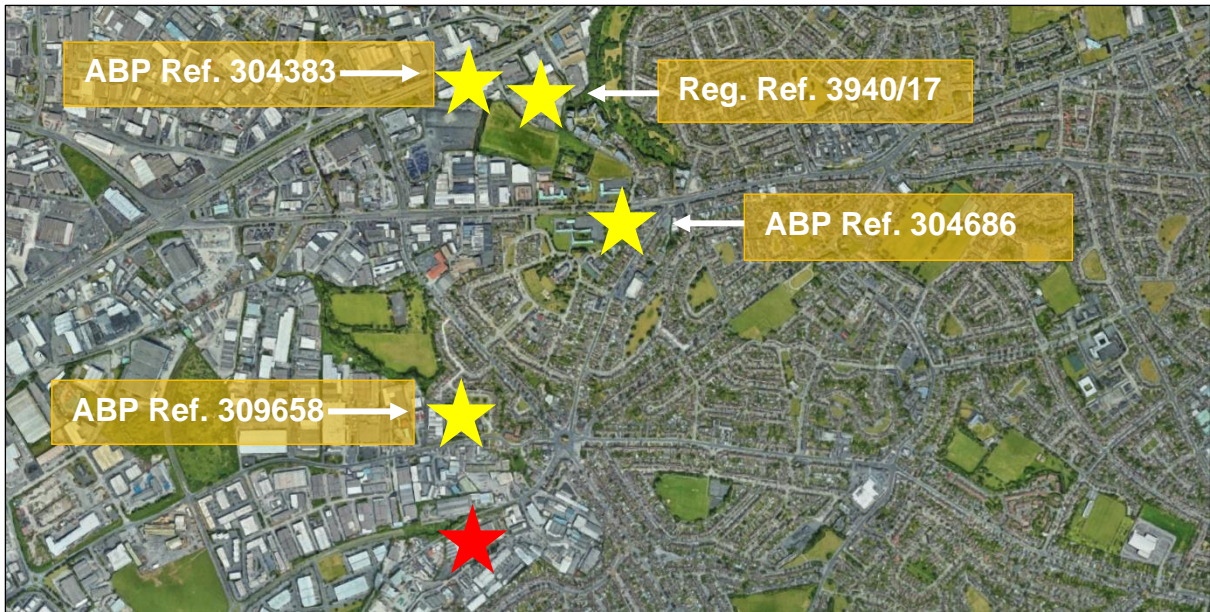 ABP Ref. 304383
Reg. Ref. 3940/17
ABP Ref. 304686
ABP Ref. 309658